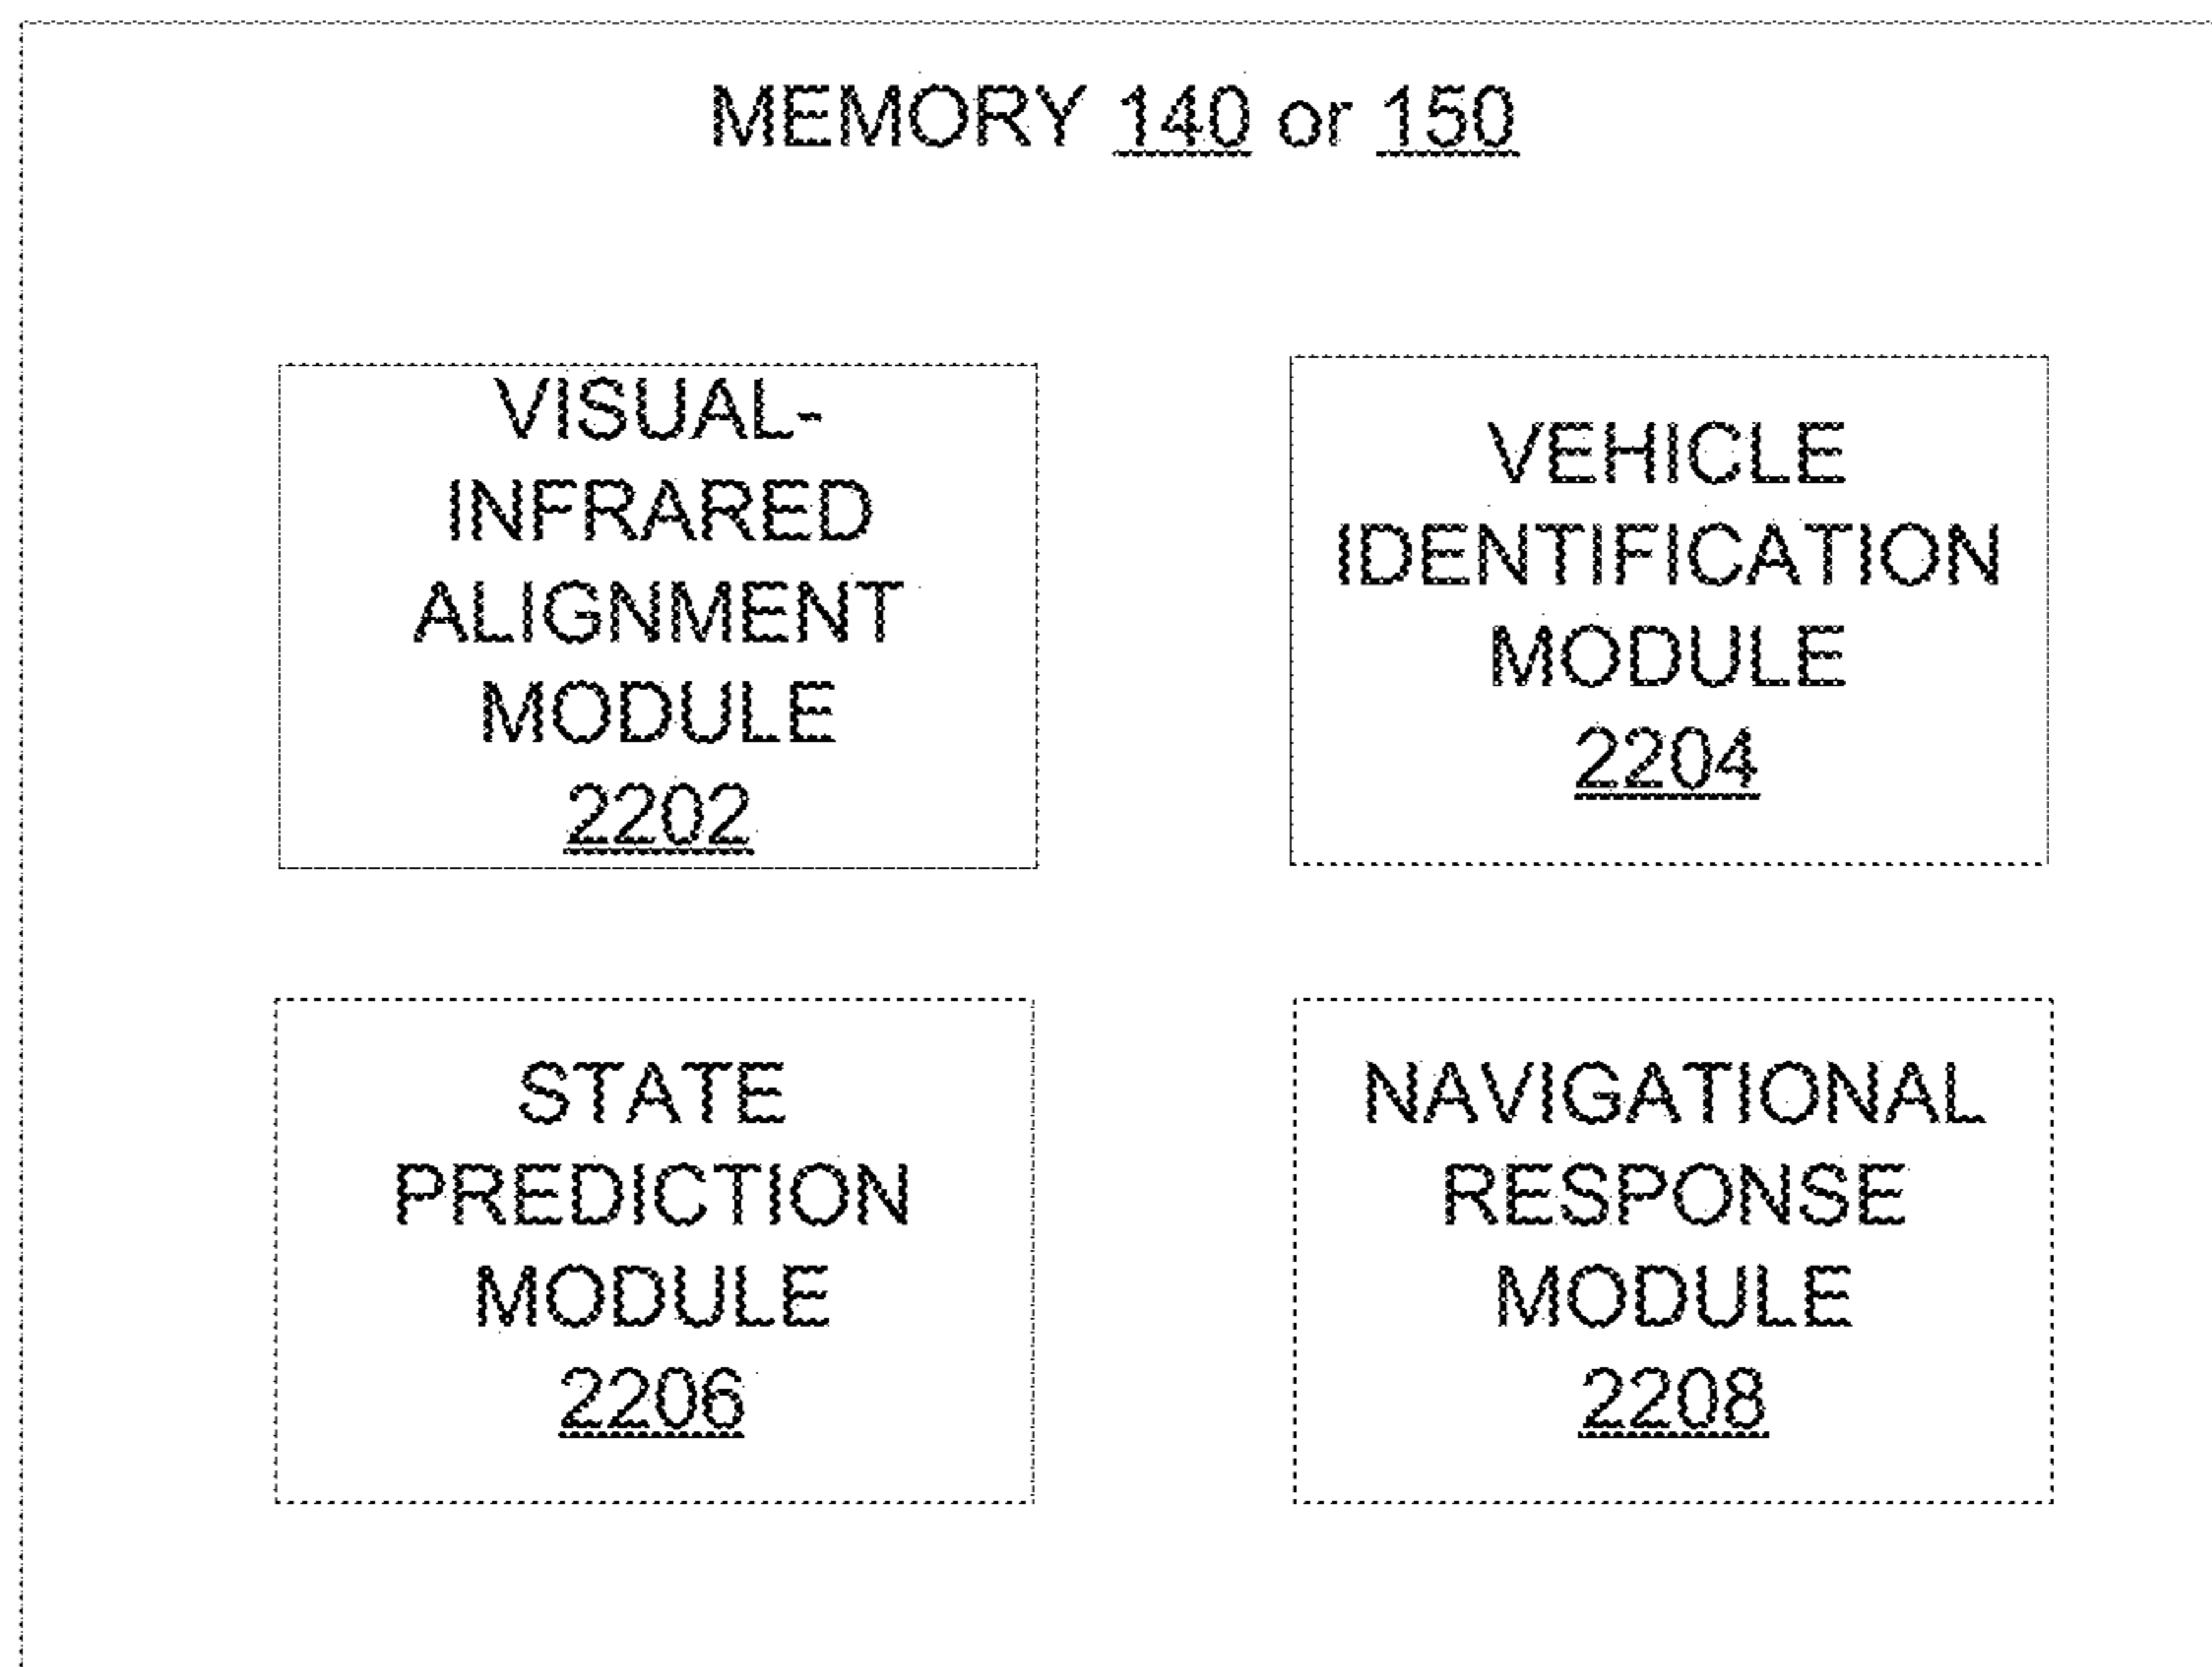 MEMORY 140 or 150
VISUAL-
INFRARED
ALIGNMENT
MODULE
2202
VEHICLE
IDENTIFICATION
MODULE
2204
STATE
PREDICTION
MODULE
2206
NAVIGATIONAL
RESPONSE
MODULE
2208